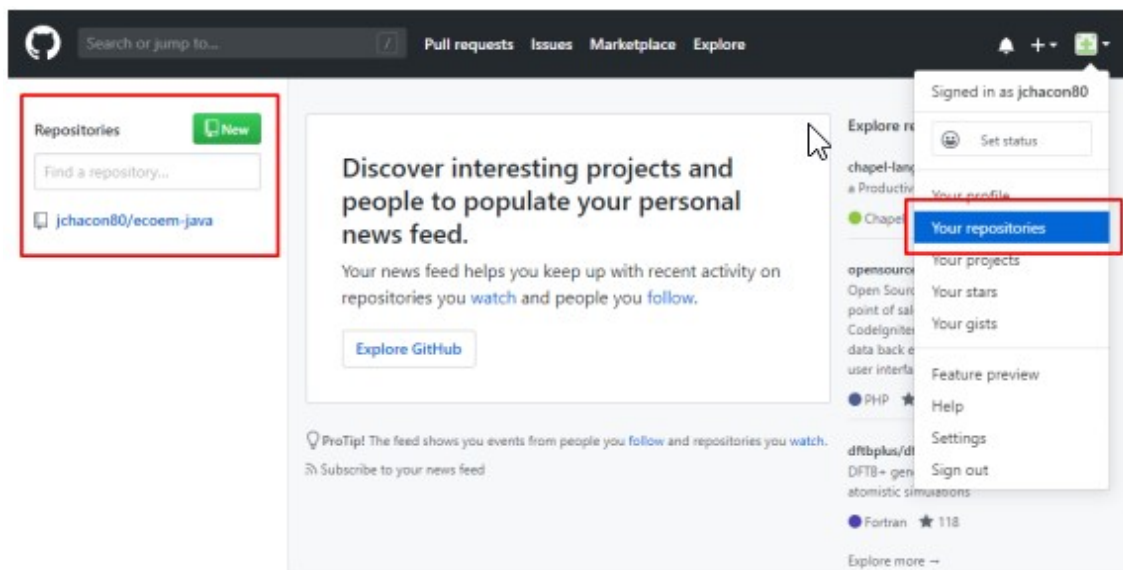 Search or jump to...
/
Pull requests Issues Marketplace Explore
Repositories
New
Find a repository...
jchacon80/ecoem-java
Discover interesting projects and
people to populate your personal
news feed.
Your news feed helps you keep up with recent activity on
repositories you watch and people you follow.
Explore GitHub
ProTip! The feed shows you events from people you follow and repositories you watch.
Subscribe to your news feed
Explore re
chapel-lang
a Productiv
Chapel
opensource
Open Sourc
point of sal
CodeIgniter
data back e
user interfa
PHP
dftbplus/df
DFTB+ gen
atomistic simulations
Fortran 118
Explore more →
Signed in as jchacon80
Set status
Your profile
Your repositories
Your projects
Your stars
Your gists
Feature preview
Help
Settings
Sign out